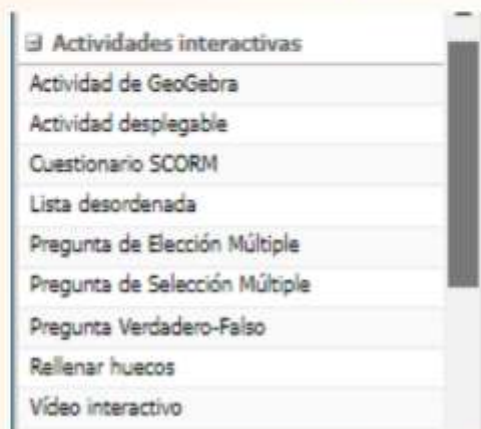 Actividades interactivas
Actividad de GeoGebra
Actividad desplegable
Cuestionario SCORM
Lista desordenada
Pregunta de Elección Múltiple
Pregunta de Selección Múltiple
Pregunta Verdadero-Falso
Rellenar huecos
Vídeo interactivo